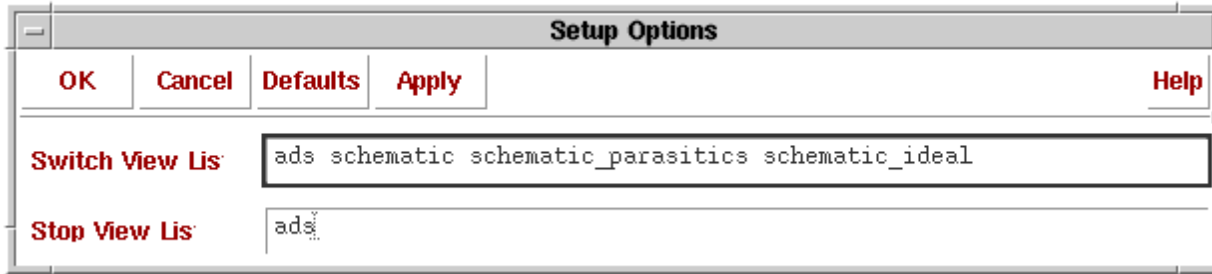 Setup Options
OK Cancel Defaults Apply Help
Switch View Lis ads schematic schematic_parasitics schematic_ideal
Stop View Lis ads